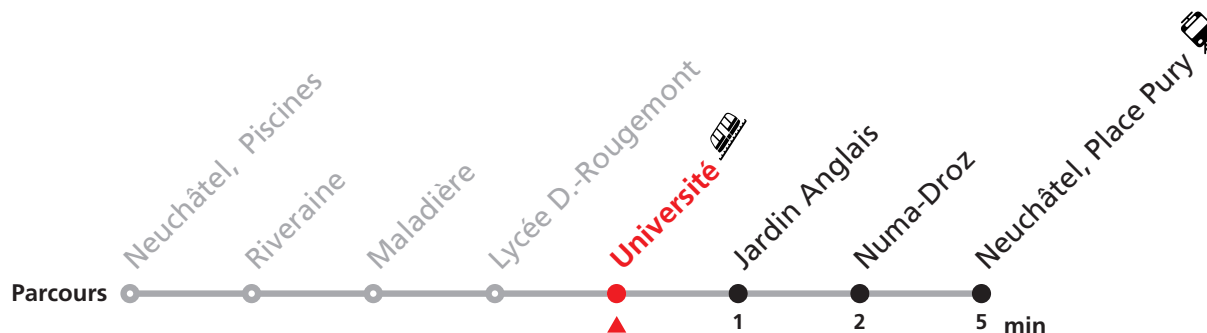 Neuchâtel, Piscines
Riveraine
Maladière
Lycée D.-Rougemont
Université
Jardin Anglais
Numa-Droz
Neuchâtel, Place Pury
Parcours
1 2 5 min